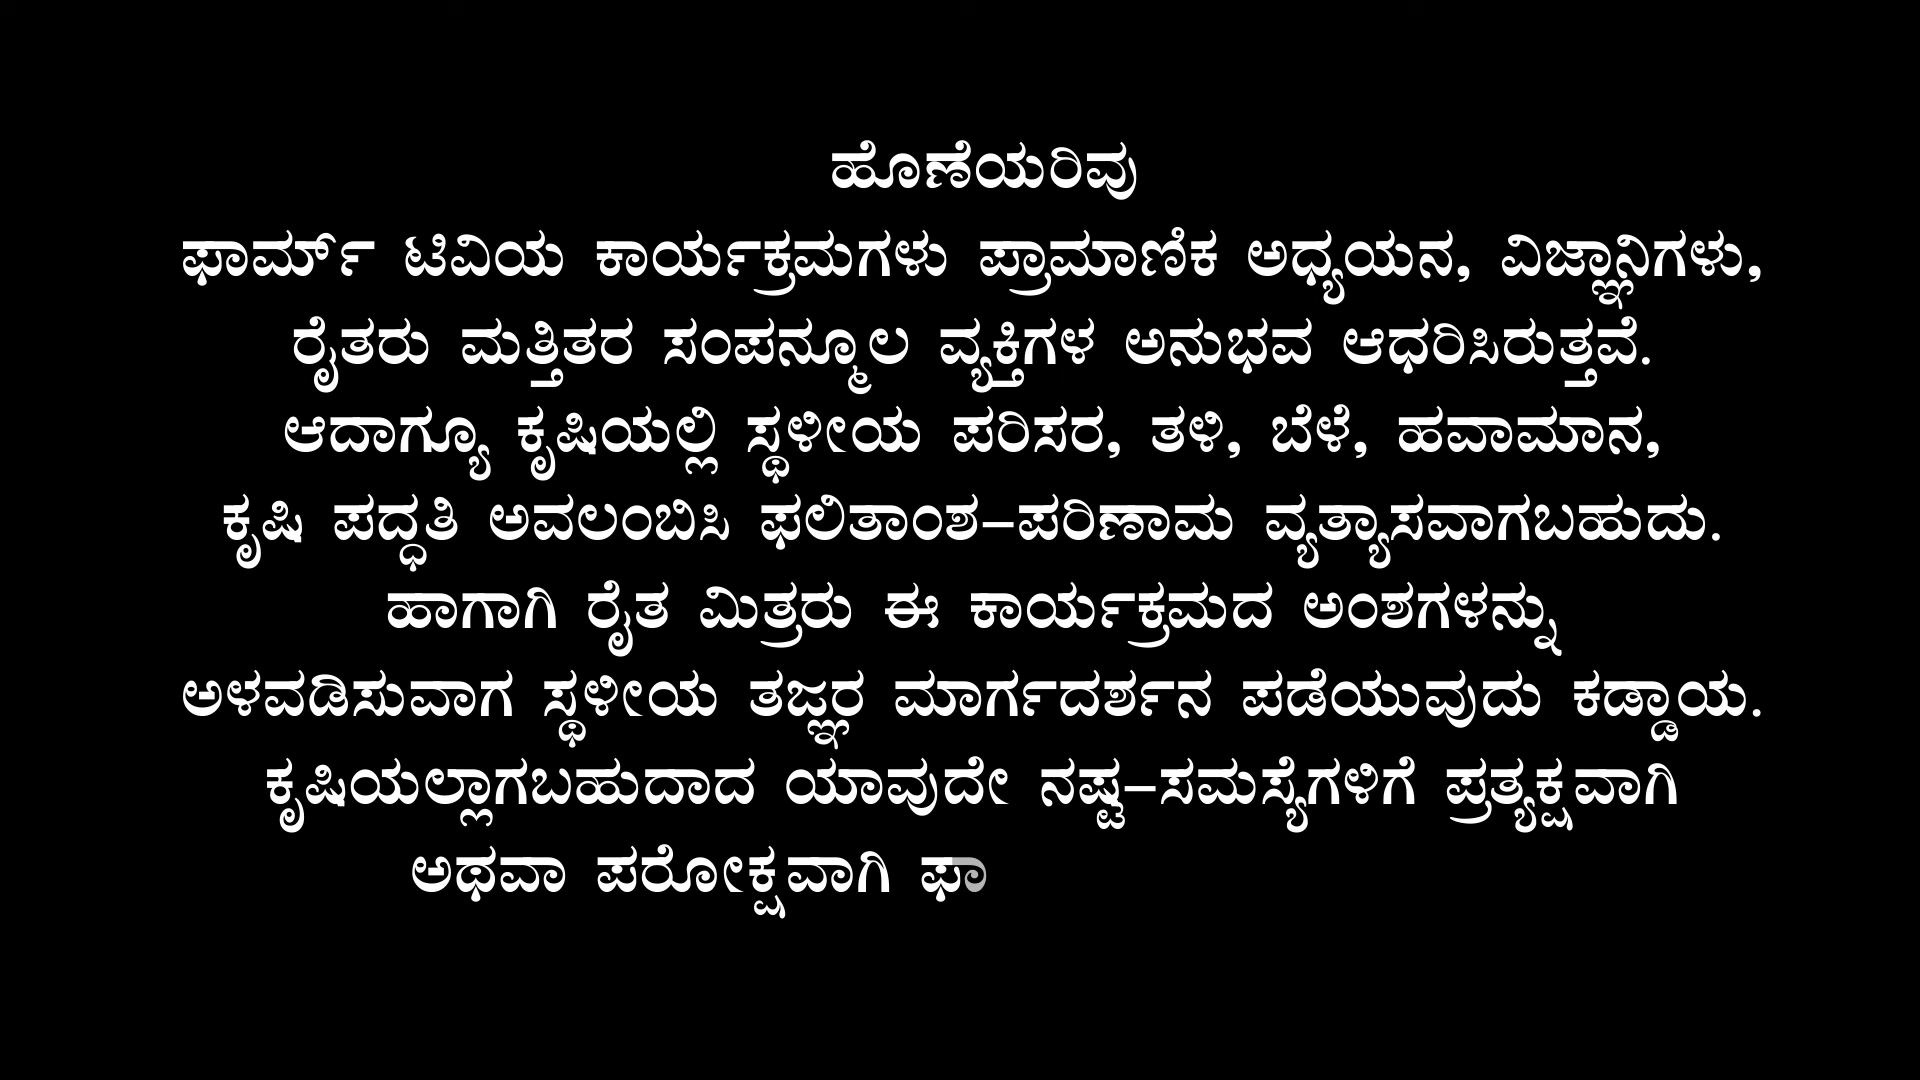 ಹೊಣೆಯರಿವು
ಫಾರ್ಮ್ ಟಿವಿಯ ಕಾರ್ಯಕ್ರಮಗಳು ಪ್ರಾಮಾಣಿಕ ಅಧ್ಯಯನ, ವಿಜ್ಞಾನಿಗಳು,
ರೈತರು ಮತ್ತಿತರ ಸಂಪನ್ಮೂಲ ವ್ಯಕ್ತಿಗಳ ಅನುಭವ ಆಧರಿಸಿರುತ್ತವೆ.
ಆದಾಗ್ಯೂ ಕೃಷಿಯಲ್ಲಿ ಸ್ಥಳೀಯ ಪರಿಸರ, ತಳಿ, ಬೆಳೆ, ಹವಾಮಾನ,
ಕೃಷಿ ಪದ್ಧತಿ ಅವಲಂಬಿಸಿ ಫಲಿತಾಂಶ-ಪರಿಣಾಮ ವ್ಯತ್ಯಾಸವಾಗಬಹುದು.
ಹಾಗಾಗಿ ರೈತ ಮಿತ್ರರು ಈ ಕಾರ್ಯಕ್ರಮದ ಅಂಶಗಳನ್ನು
ಅಳವಡಿಸುವಾಗ ಸ್ಥಳೀಯ ತಜ್ಞರ ಮಾರ್ಗದರ್ಶನ ಪಡೆಯುವುದು ಕಡ್ಡಾಯ.
ಕೃಷಿಯಲ್ಲಾಗಬಹುದಾದ ಯಾವುದೇ ನಷ್ಟ-ಸಮಸ್ಯೆಗಳಿಗೆ ಪ್ರತ್ಯಕ್ಷವಾಗಿ
ಅಥವಾ ಪರೋಕ್ಷವಾಗಿ ಫಾ